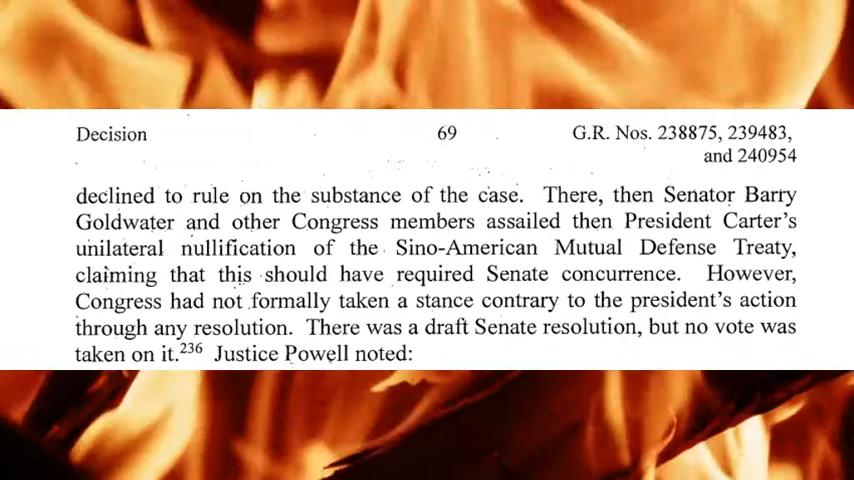 Decision 69 G.R. Nos. 238875, 239483,
and 240954
declined to rule on the substance of the case. There, then Senator Barry
Goldwater and other Congress members assailed then President Carter's
unilateral nullification of the Sino-American Mutual Defense Treaty,
claiming that this should have required Senate concurrence. However,
Congress had not formally taken a stance contrary to the president's action
through any resolution. There was a draft Senate resolution, but no vote was
taken on it.236 Justice Powell noted: